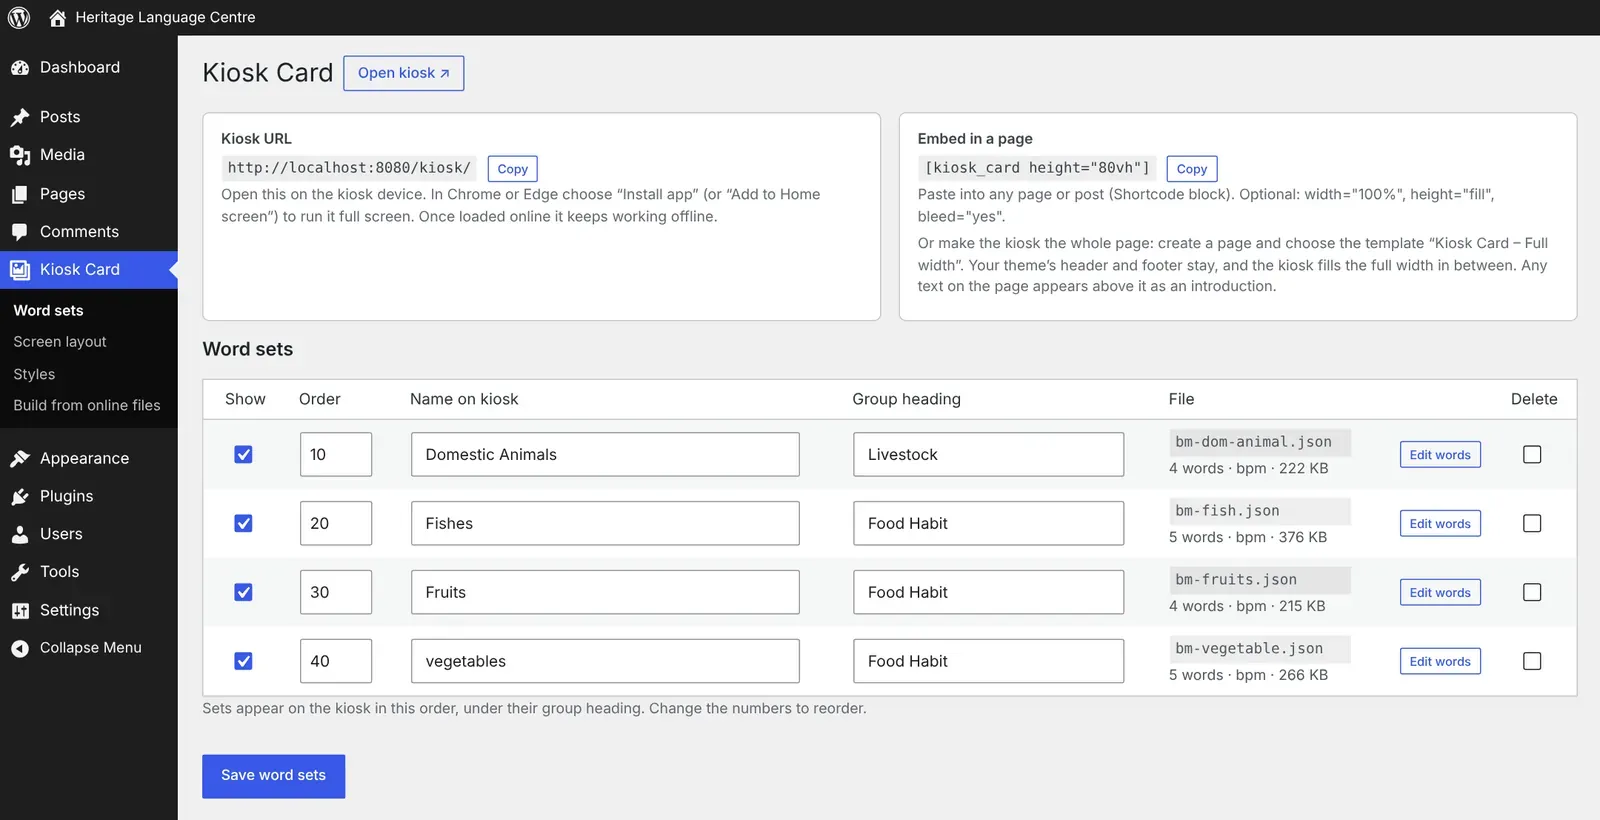 Heritage Language Centre
Dashboard
Posts
Media
Pages
Comments
Kiosk Card
Word sets
Screen layout
Styles
Build from online files
Appearance
Plugins
Users
Tools
Settings
Collapse Menu
Kiosk Card
Open kiosk ↗
Kiosk URL
http://localhost:8080/kiosk/ Copy
Open this on the kiosk device. In Chrome or Edge choose “Install app” (or “Add to Home
screen”) to run it full screen. Once loaded online it keeps working offline.
Embed in a page
[kiosk_card height="80vh"] Copy
Paste into any page or post (Shortcode block). Optional: width="100%", height="fill",
bleed="yes".
Or make the kiosk the whole page: create a page and choose the template “Kiosk Card – Full
width”. Your theme’s header and footer stay, and the kiosk fills the full width in between. Any
text on the page appears above it as an introduction.
Word sets
Show Order Name on kiosk Group heading File Delete
10 Domestic Animals Livestock bm-dom-animal.json Edit words
4 words · bpm · 222 KB
20 Fishes Food Habit bm-fish.json Edit words
5 words · bpm · 376 KB
30 Fruits Food Habit bm-fruits.json Edit words
4 words · bpm · 215 KB
40 vegetables Food Habit bm-vegetable.json Edit words
5 words · bpm · 266 KB
Sets appear on the kiosk in this order, under their group heading. Change the numbers to reorder.
Save word sets